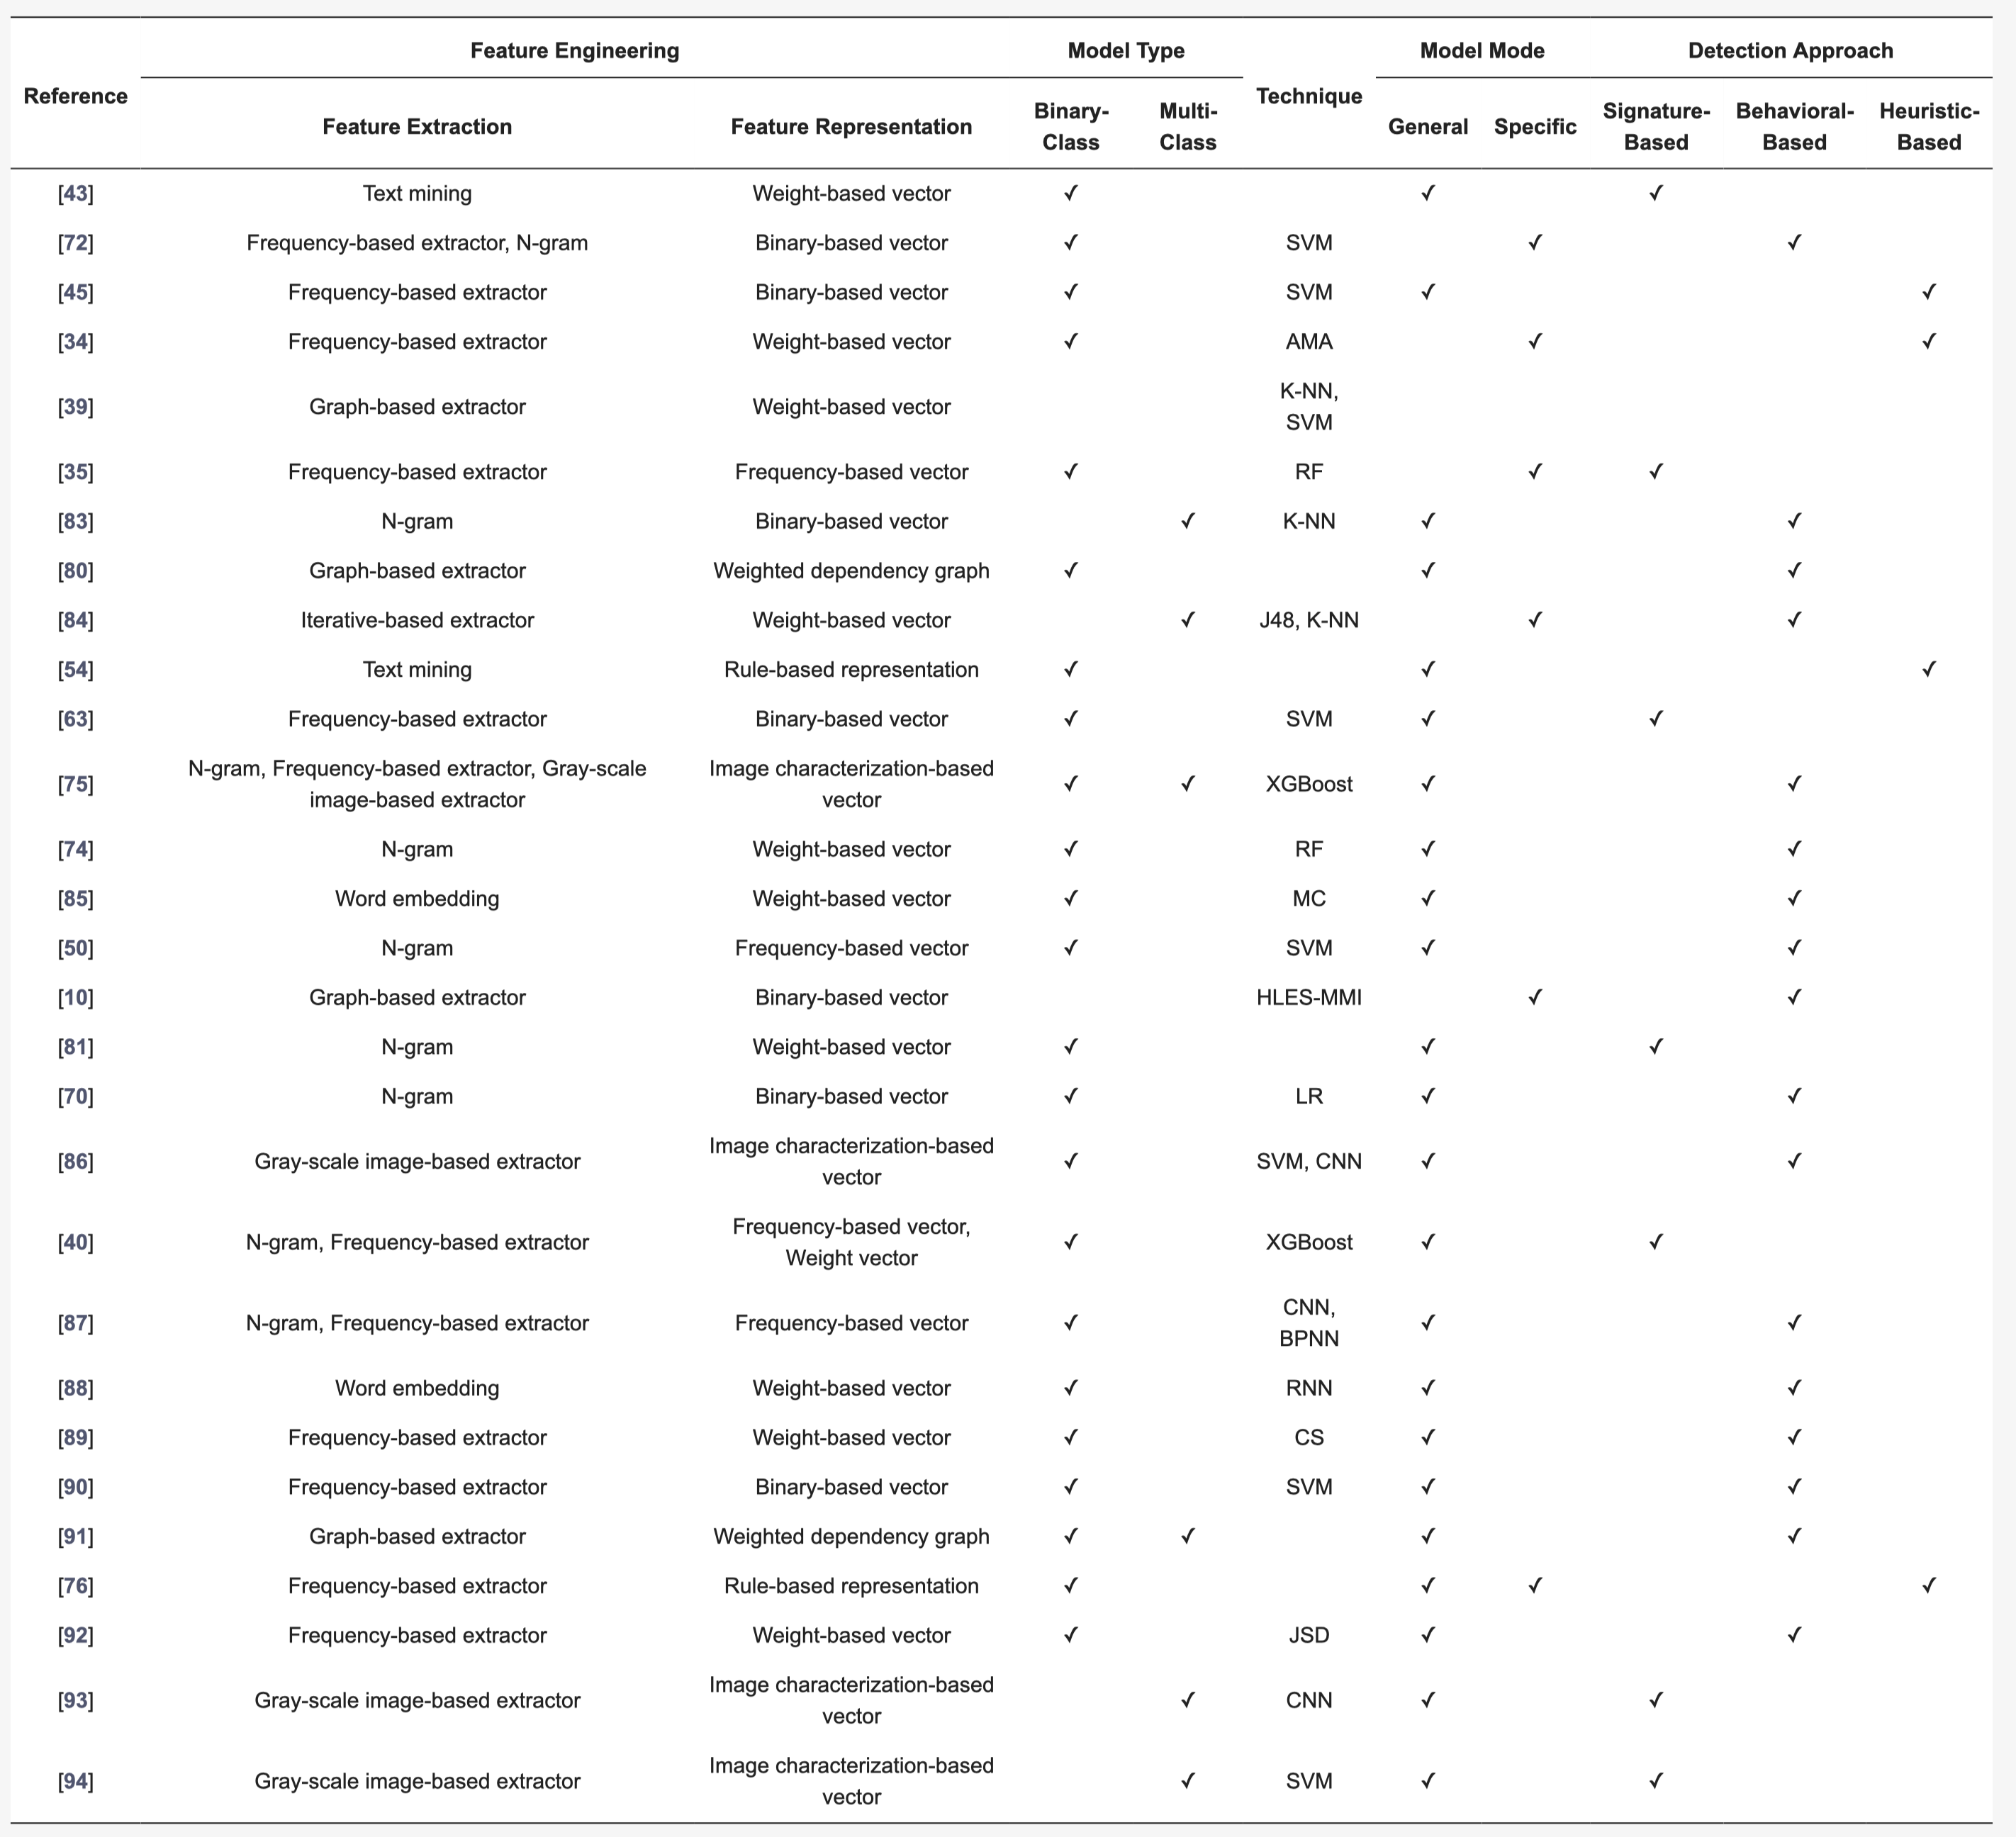 Feature Engineering Model Type Model Mode Detection Approach
Reference Technique
Feature Extraction Feature Representation Binary-Class Multi-Class General Specific Signature-Based Behavioral-Based Heuristic-Based
[43] Text mining Weight-based vector ✓ ✓ ✓
[72] Frequency-based extractor, N-gram Binary-based vector ✓ SVM ✓ ✓
[45] Frequency-based extractor Binary-based vector ✓ SVM ✓ ✓
[34] Frequency-based extractor Weight-based vector ✓ AMA ✓ ✓
[39] Graph-based extractor Weight-based vector K-NN, SVM
[35] Frequency-based extractor Frequency-based vector ✓ RF ✓ ✓
[83] N-gram Binary-based vector ✓ K-NN ✓ ✓
[80] Graph-based extractor Weighted dependency graph ✓ ✓ ✓
[84] Iterative-based extractor Weight-based vector ✓ J48, K-NN ✓ ✓
[54] Text mining Rule-based representation ✓ ✓ ✓
[63] Frequency-based extractor Binary-based vector ✓ SVM ✓ ✓
[75] N-gram, Frequency-based extractor, Gray-scale image-based extractor Image characterization-based vector ✓ ✓ XGBoost ✓ ✓
[74] N-gram Weight-based vector ✓ RF ✓ ✓
[85] Word embedding Weight-based vector ✓ MC ✓ ✓
[50] N-gram Frequency-based vector ✓ SVM ✓ ✓
[10] Graph-based extractor Binary-based vector HLES-MMI ✓ ✓
[81] N-gram Weight-based vector ✓ ✓ ✓
[70] N-gram Binary-based vector ✓ LR ✓ ✓
[86] Gray-scale image-based extractor Image characterization-based vector ✓ SVM, CNN ✓ ✓
[40] N-gram, Frequency-based extractor Frequency-based vector, Weight vector ✓ XGBoost ✓ ✓
[87] N-gram, Frequency-based extractor Frequency-based vector ✓ CNN, BPNN ✓ ✓
[88] Word embedding Weight-based vector ✓ RNN ✓ ✓
[89] Frequency-based extractor Weight-based vector ✓ CS ✓ ✓
[90] Frequency-based extractor Binary-based vector ✓ SVM ✓ ✓
[91] Graph-based extractor Weighted dependency graph ✓ ✓ ✓ ✓
[76] Frequency-based extractor Rule-based representation ✓ ✓ ✓ ✓
[92] Frequency-based extractor Weight-based vector ✓ JSD ✓ ✓
[93] Gray-scale image-based extractor Image characterization-based vector ✓ CNN ✓ ✓
[94] Gray-scale image-based extractor Image characterization-based vector ✓ SVM ✓ ✓